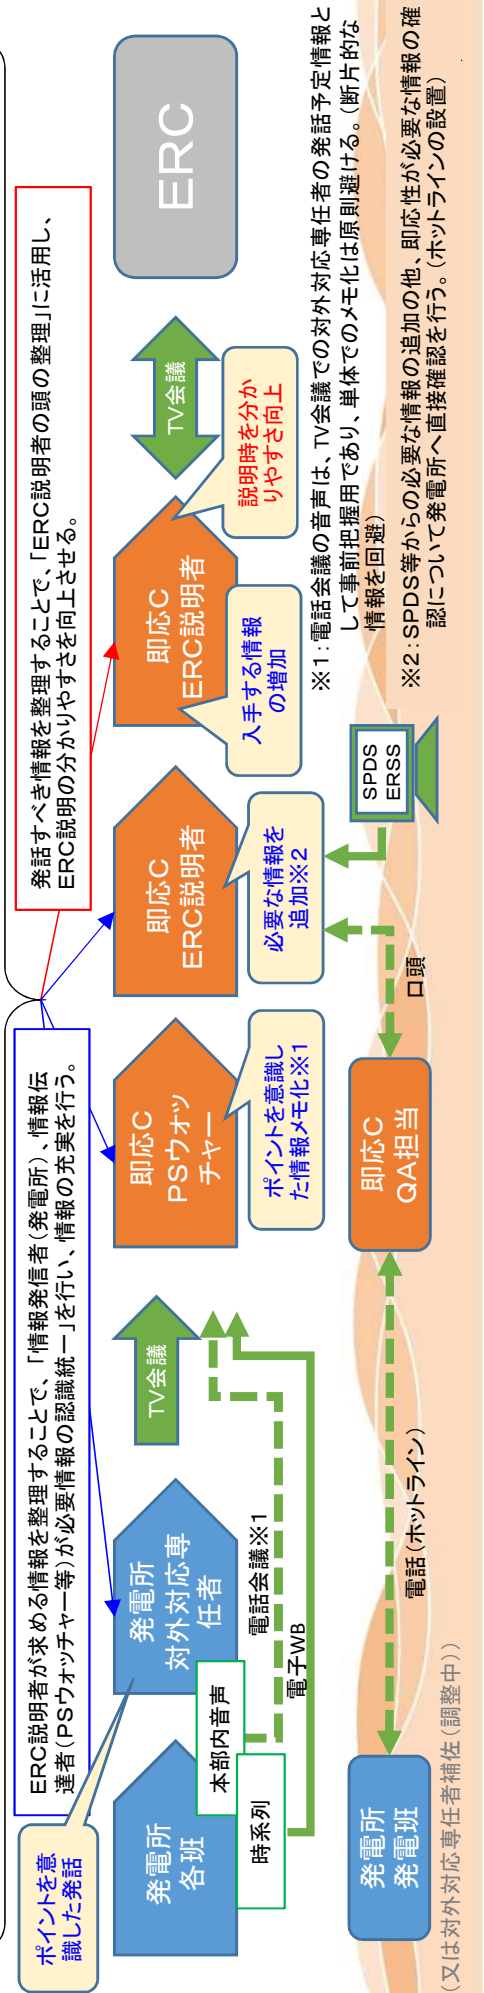 ERC説明者が求める情報を整理することで、「情報発信者(発電所)、情報伝
達者(PSウォッチャー等)が必要情報の認識統一」を行い、情報の充実を行う。
発話すべき情報を整理することで、「ERC説明者の頭の整理」に活用し、
ERC説明の分かりやすさを向上させる。
ポイントを意
識した発話
発電所
各班
本部内音声
時系列
発電所
対外対応専
任者
TV会議
電話会議※1
電子WB
即応C
PSウォッ
チャー
ポイントを意識し
た情報メモ化※1
即応C
ERC説明者
必要な情報を
追加※2
即応C
ERC説明者
入手する情報
の増加
説明時を分か
りやすさ向上
TV会議
ERC
発電所
発電班
(又は対外対応専任者補佐(調整中))
電話(ホットライン)
即応C
QA担当
口頭
SPDS
ERSS
※1:電話会議の音声は、TV会議での対外対応専任者の発話予定情報と
して事前把握用であり、単体でのメモ化は原則避ける。(断片的な
情報を回避)
※2:SPDS等からの必要な情報の追加の他、即応性が必要な情報の確
認について発電所へ直接確認を行う。(ホットラインの設置)